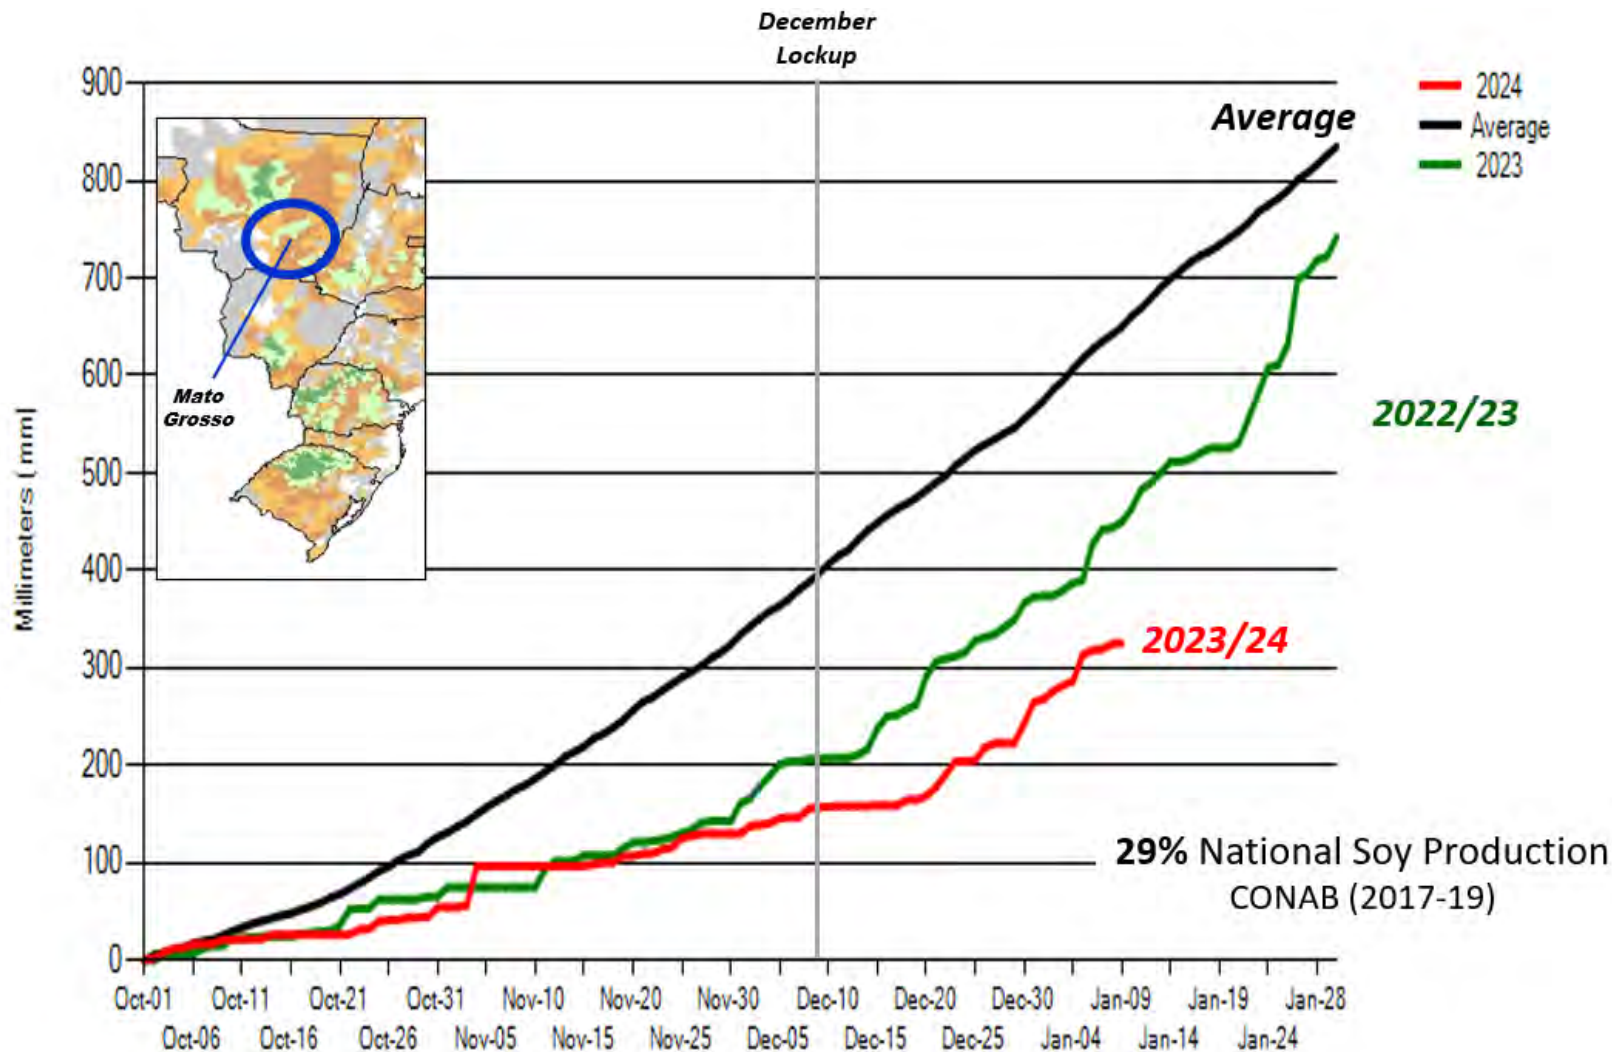 December
Lockup
900
800
700
600
500
400
300
200
100
0
Millimeters ( mm)
Mato
Grosso
Average
2024
Average
2023
2022/23
2023/24
29% National Soy Production
CONAB (2017-19)
Oct-01 Oct-11 Oct-21 Oct-31 Nov-10 Nov-20 Nov-30 Dec-10 Dec-20 Dec-30 Jan-09 Jan-19 Jan-28
Oct-06 Oct-16 Oct-26 Nov-05 Nov-15 Nov-25 Dec-05 Dec-15 Dec-25 Jan-04 Jan-14 Jan-24